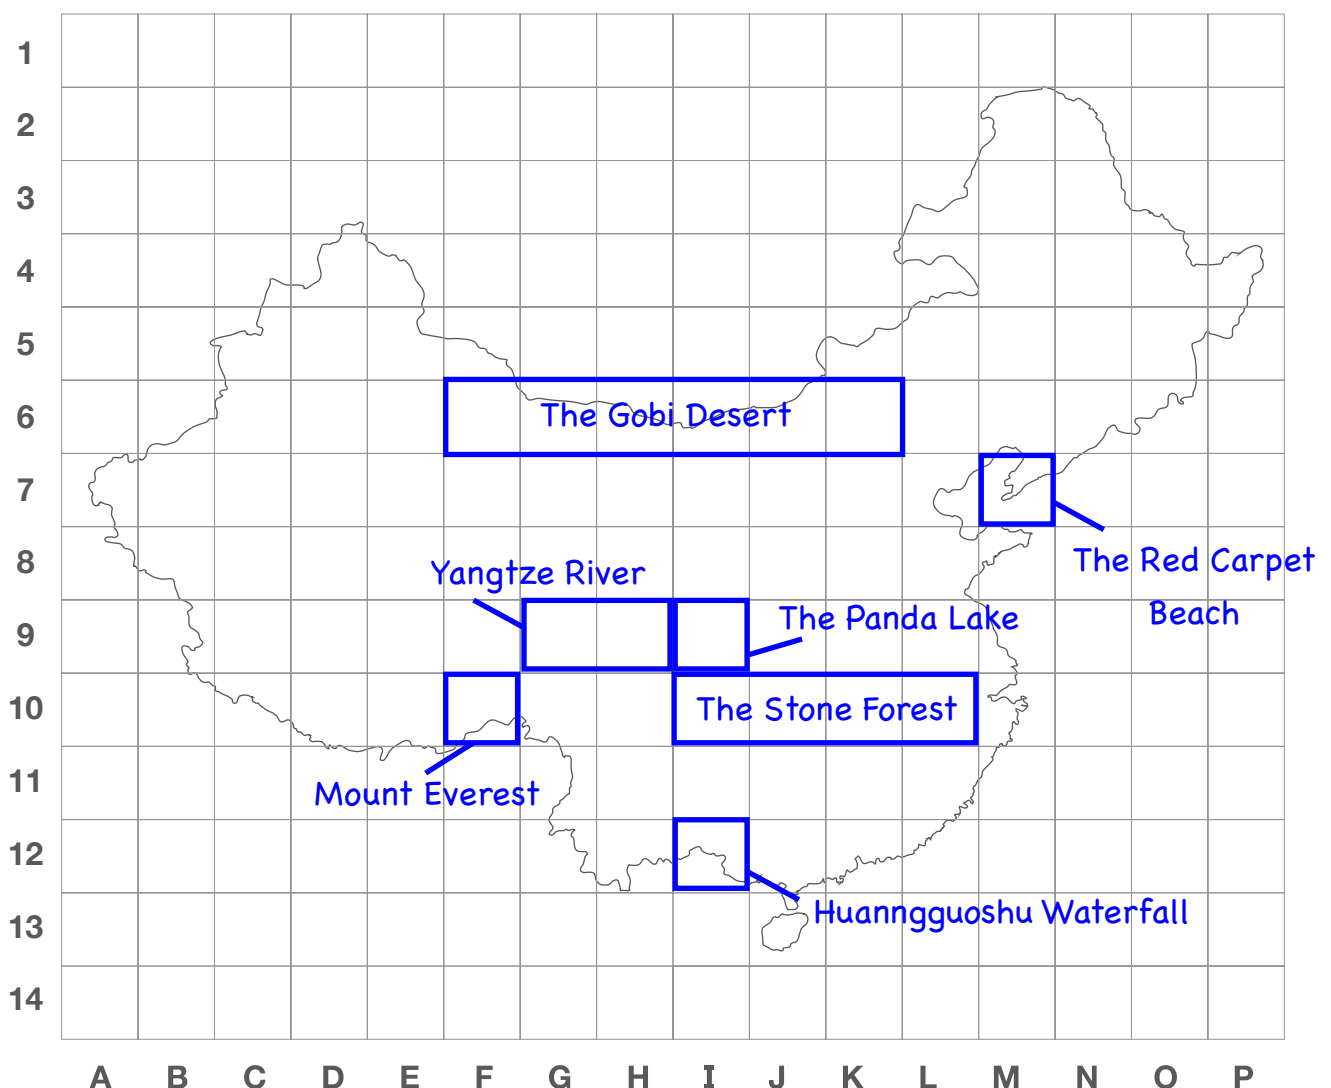 1
2
3
4
5
6
The Gobi Desert
7
8
The Red Carpet
Beach
Yangtze River
9
The Panda Lake
10
The Stone Forest
11
Mount Everest
12
Huanngguoshu Waterfall
13
14
A B C D E F G H I J K L M N O P